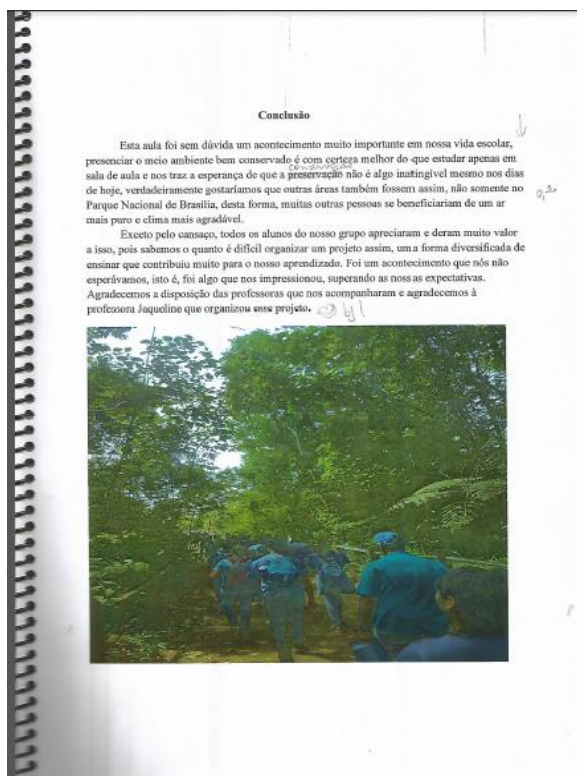 Conclusão
Esta aula foi sem dúvida um acontecimento muito importante em nossa vida escolar,
presenciar o meio ambiente bem conservado é com certeza melhor do que estudar apenas em
conservação
sala de aula e nos traz a esperança de que a preservação não é algo inatingível mesmo nos dias
de hoje, verdadeiramente gostaríamos que outras áreas também fossem assim, não somente no
Parque Nacional de Brasília, desta forma, muitas outras pessoas se beneficiariam de um ar
mais puro e clima mais agradável.
Exceto pelo cansaço, todos os alunos do nosso grupo apreciaram e deram muito valor
a isso, pois sabemos o quanto é difícil organizar um projeto assim, uma forma diversificada de
ensinar que contribuiu muito para o nosso aprendizado. Foi um acontecimento que nós não
esperávamos, isto é, foi algo que nos impressionou, superando as nossas expectativas.
Agradecemos a disposição das professoras que nos acompanharam e agradecemos à
professora Jaqueline que organizou esse projeto.